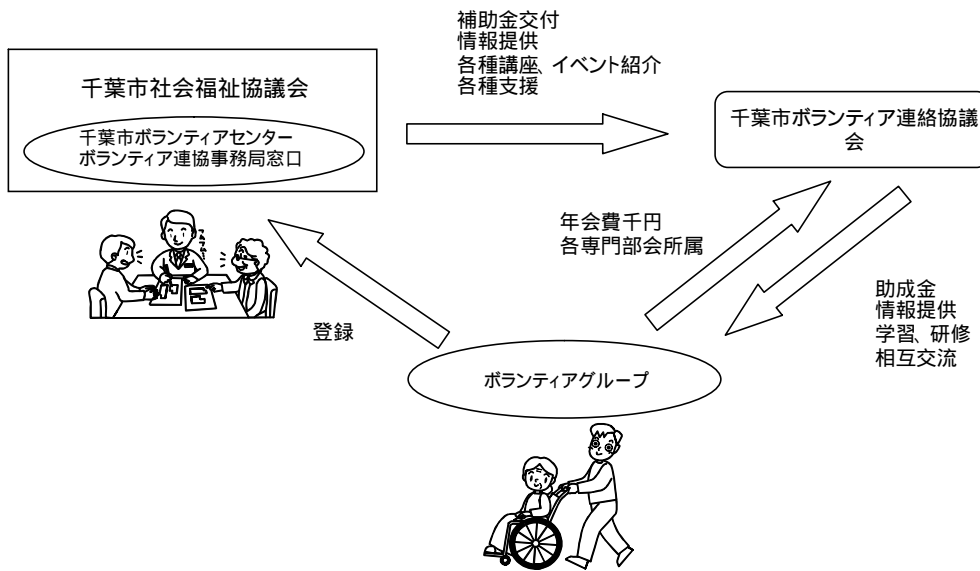 補助金交付
情報提供
各種講座、イベント紹介
各種支援
千葉市社会福祉協議会
千葉市ボランティアセンター
ボランティア連協事務局窓口
千葉市ボランティア連絡協議
会
年会費千円
各専門部会所属
助成金
情報提供
学習、研修
相互交流
登録
ボランティアグループ